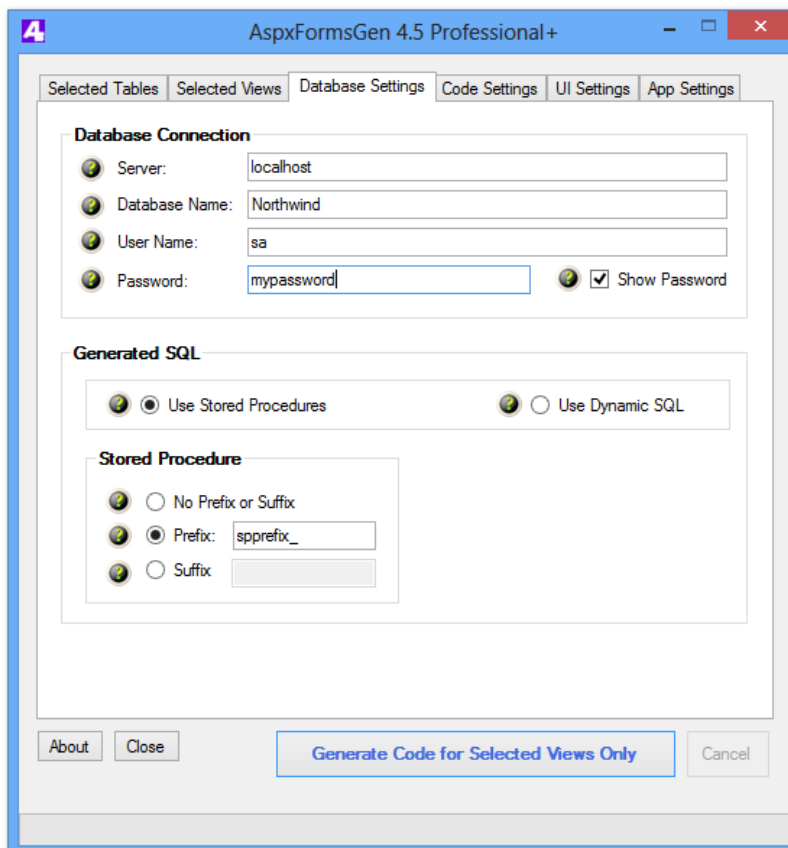 4 AspxFormsGen 4.5 Professional+
Selected Tables Selected Views Database Settings Code Settings UI Settings App Settings
Database Connection
Server: localhost
Database Name: Northwind
User Name: sa
Password: mypassword Show Password
Generated SQL
Use Stored Procedures Use Dynamic SQL
Stored Procedure
No Prefix or Suffix
Prefix: spprefix_
Suffix
About Close Generate Code for Selected Views Only Cancel